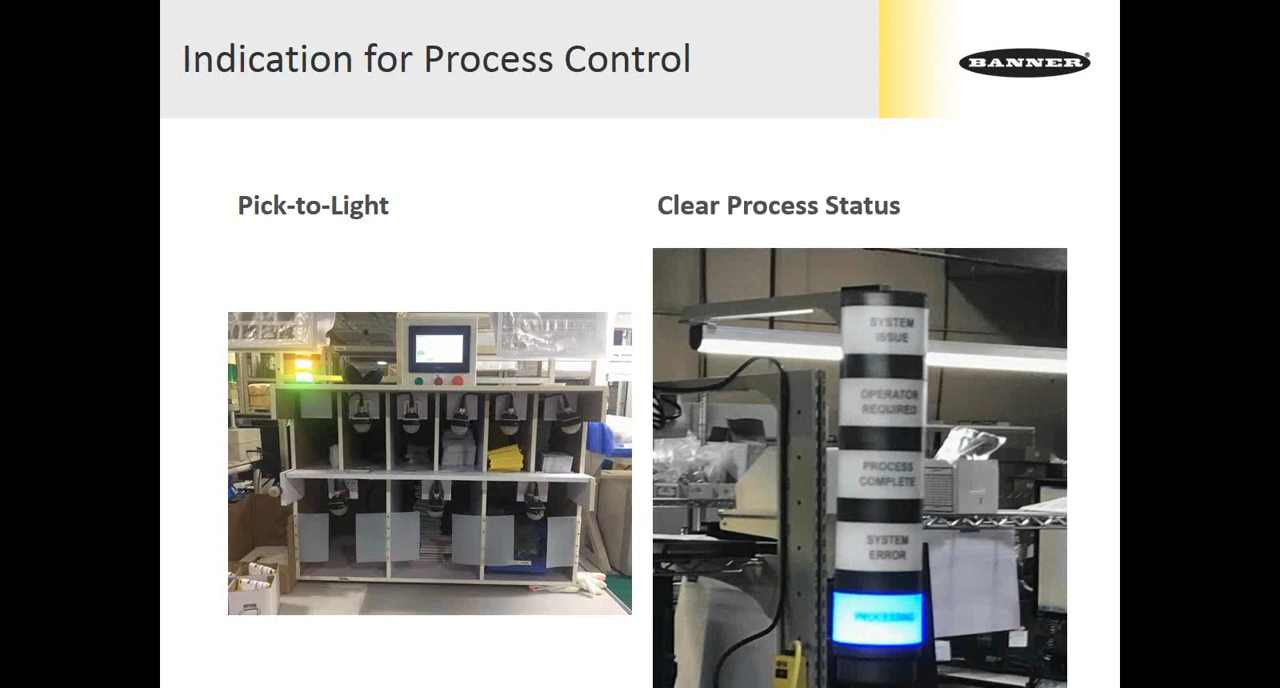 Indication for Process Control
BANNER
Pick-to-Light
Clear Process Status
SYSTEM
ISSUE
OPERATOR
REQUIRED
PROCESS
COMPLETE
SYSTEM
ERROR
PROCESSING